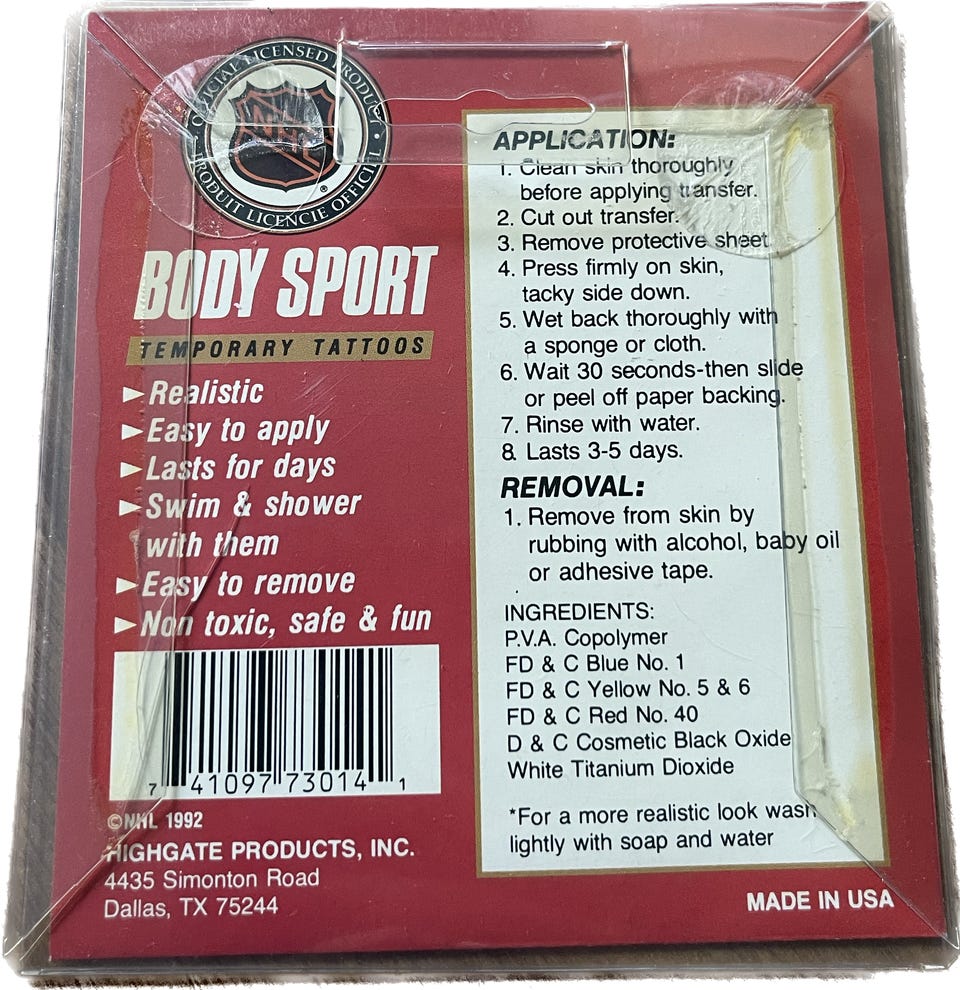 OFFICIAL LICENSED PRODUCT
NHL
®
PRODUIT LICENCIE OFFICIEL
BODY SPORT
TEMPORARY TATTOOS
Realistic
Easy to apply
Lasts for days
Swim & shower
with them
Easy to remove
Non toxic, safe & fun
7 41097 73014 1
©NHL 1992
HIGHGATE PRODUCTS, INC.
4435 Simonton Road
Dallas, TX 75244
APPLICATION:
1. Clean skin thoroughly
before applying transfer.
2. Cut out transfer.
3. Remove protective sheet.
4. Press firmly on skin,
tacky side down.
5. Wet back thoroughly with
a sponge or cloth.
6. Wait 30 seconds-then slide
or peel off paper backing.
7. Rinse with water.
8. Lasts 3-5 days.
REMOVAL:
1. Remove from skin by
rubbing with alcohol, baby oil
or adhesive tape.
INGREDIENTS:
P.V.A. Copolymer
FD & C Blue No. 1
FD & C Yellow No. 5 & 6
FD & C Red No. 40
D & C Cosmetic Black Oxide
White Titanium Dioxide
*For a more realistic look wash
lightly with soap and water
MADE IN USA